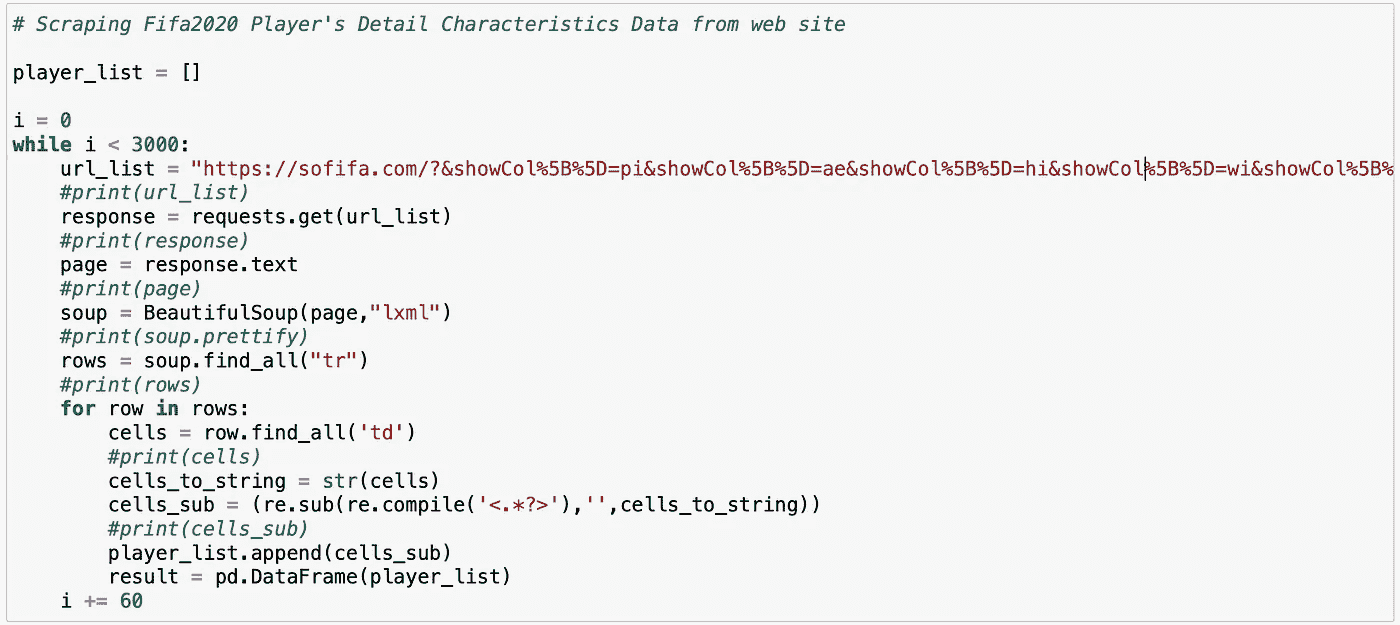 # Scraping Fifa2020 Player's Detail Characteristics Data from web site
player_list = []
i = 0
while i < 3000:
url_list = "https://sofifa.com/?&showCol%5B%5D=pi&showCol%5B%5D=ae&showCol%5B%5D=hi&showCol%5B%5D=wi&showCol%5B%
#print(url_list)
response = requests.get(url_list)
#print(response)
page = response.text
#print(page)
soup = BeautifulSoup(page,"lxml")
#print(soup.prettify)
rows = soup.find_all("tr")
#print(rows)
for row in rows:
cells = row.find_all('td')
#print(cells)
cells_to_string = str(cells)
cells_sub = (re.sub(re.compile('<.*?>'),'',cells_to_string))
#print(cells_sub)
player_list.append(cells_sub)
result = pd.DataFrame(player_list)
i += 60